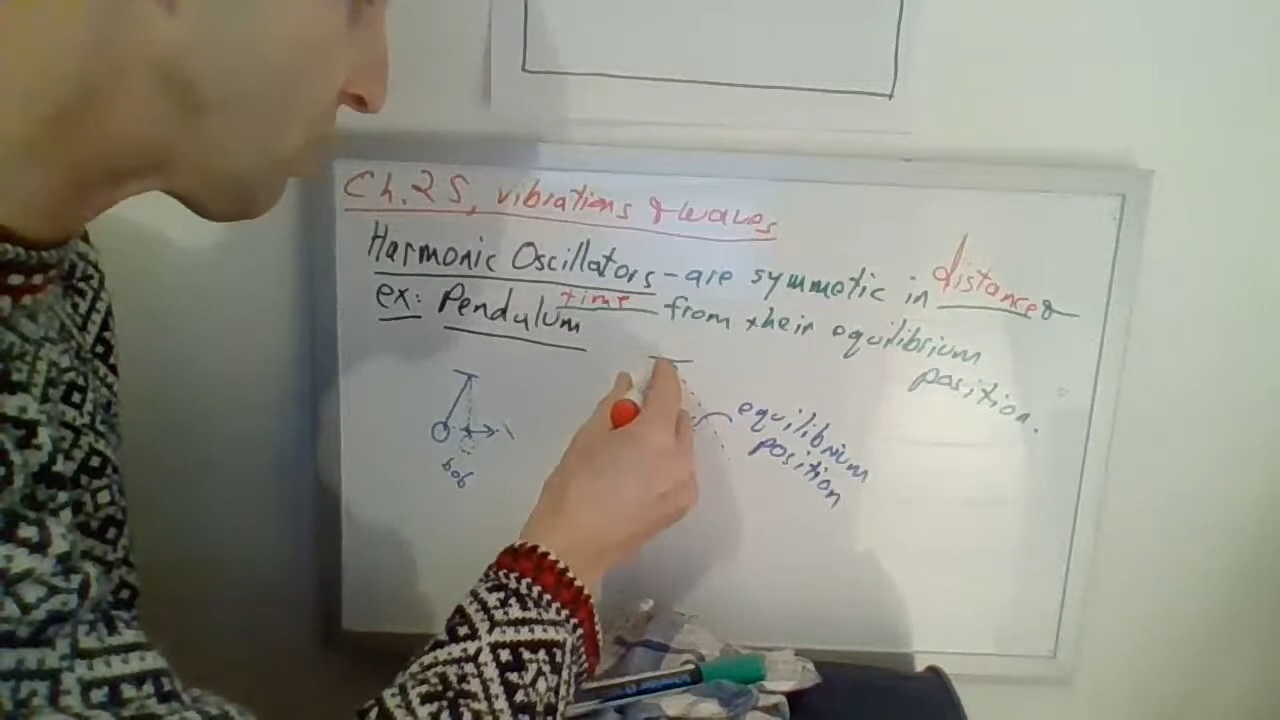 Ch. 25, vibrations & waves
Harmonic Oscillators - are symmetic in distance &
time from their equilibrium
position.
ex: Pendulum
equilibrium
position
bob